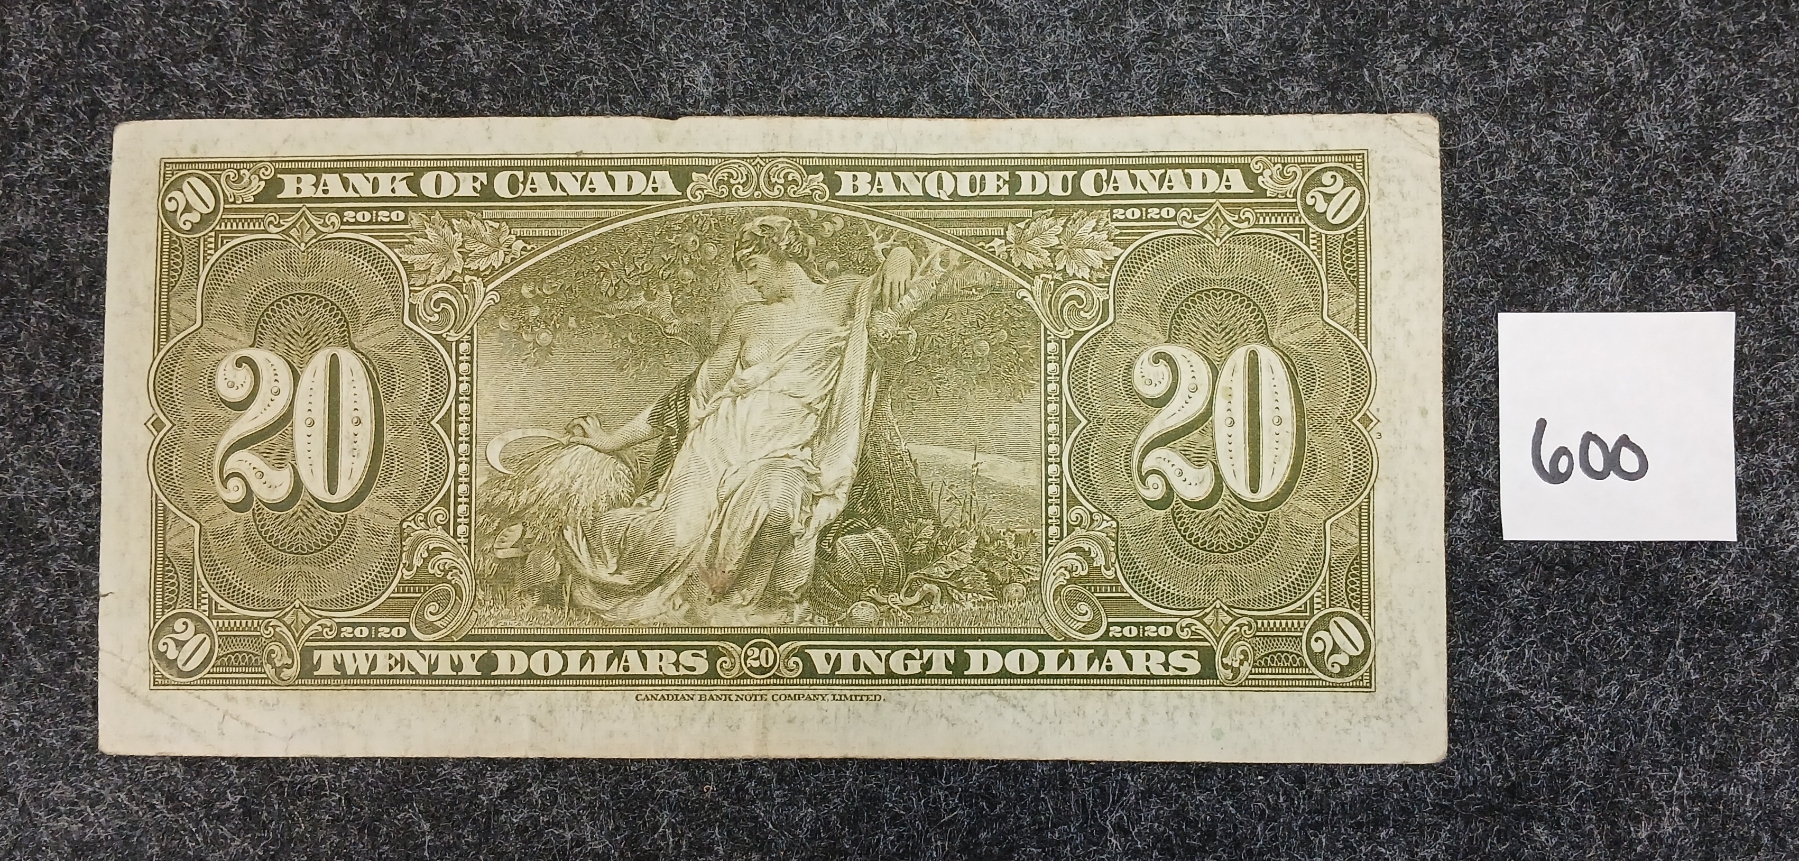 BANK OF CANADA BANQUE DU CANADA
20 20
20|20 20|20
20 20
600
20|20 20|20
20 20
TWENTY DOLLARS 20 VINGT DOLLARS
CANADIAN BANK NOTE COMPANY, LIMITED.
3